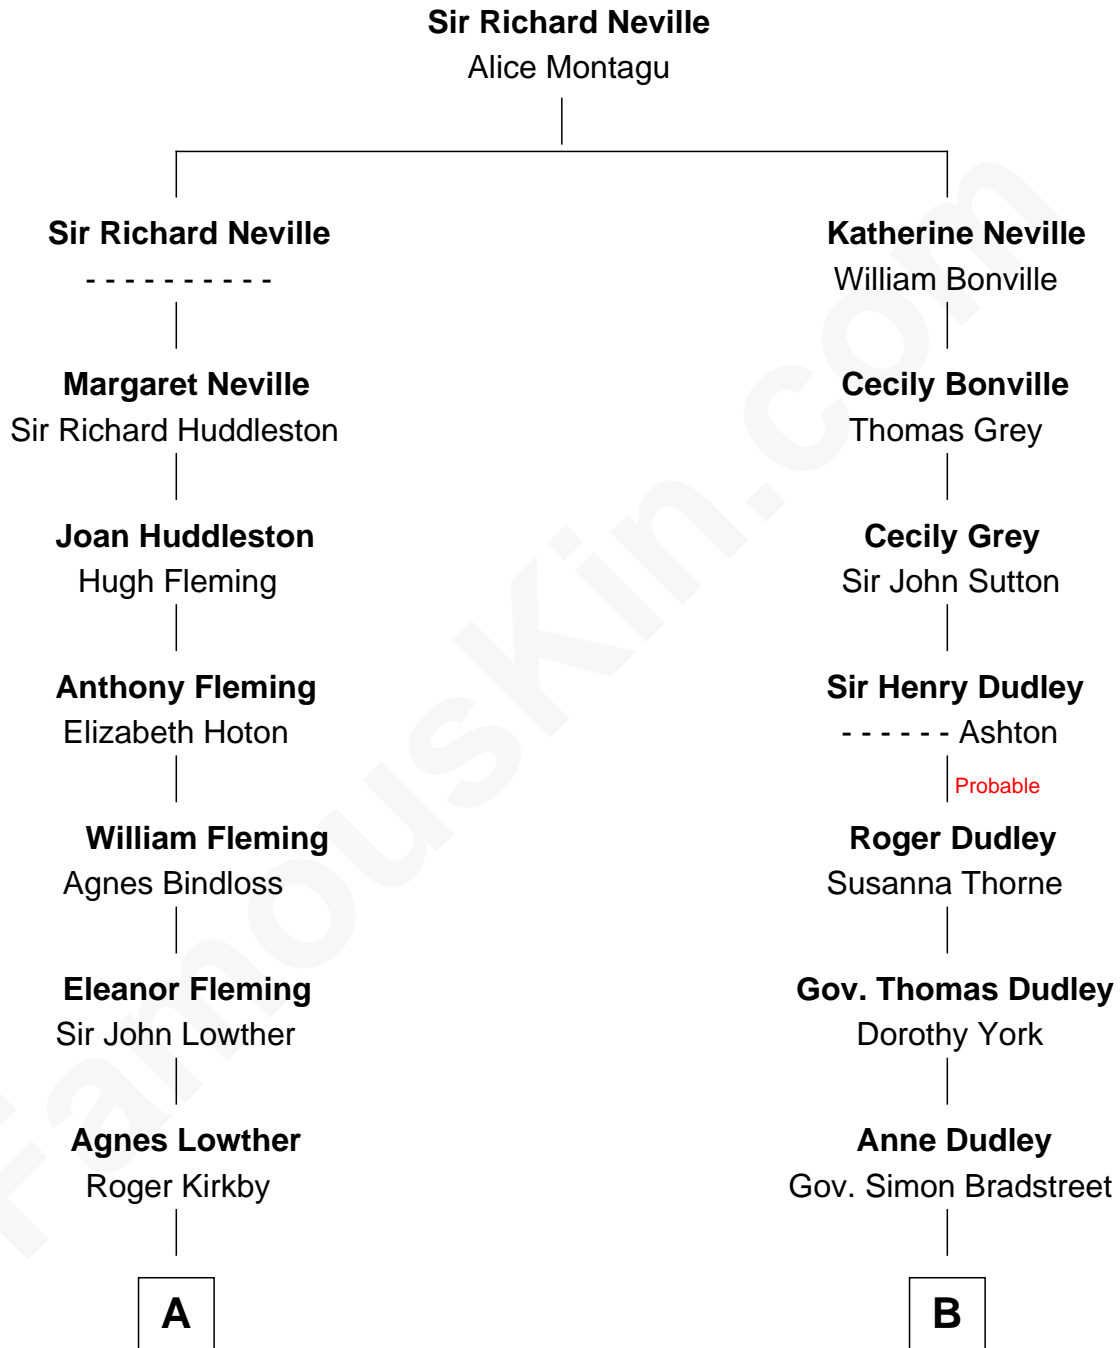 Sir Richard Neville
Alice Montagu
Sir Richard Neville
- - - - - - - - - -
Margaret Neville
Sir Richard Huddleston
Joan Huddleston
Hugh Fleming
Anthony Fleming
Elizabeth Hoton
William Fleming
Agnes Bindloss
Eleanor Fleming
Sir John Lowther
Agnes Lowther
Roger Kirkby
A
Katherine Neville
William Bonville
Cecily Bonville
Thomas Grey
Cecily Grey
Sir John Sutton
Sir Henry Dudley
- - - - - - Ashton
Probable
Roger Dudley
Susanna Thorne
Gov. Thomas Dudley
Dorothy York
Anne Dudley
Gov. Simon Bradstreet
B
FamousKin.com